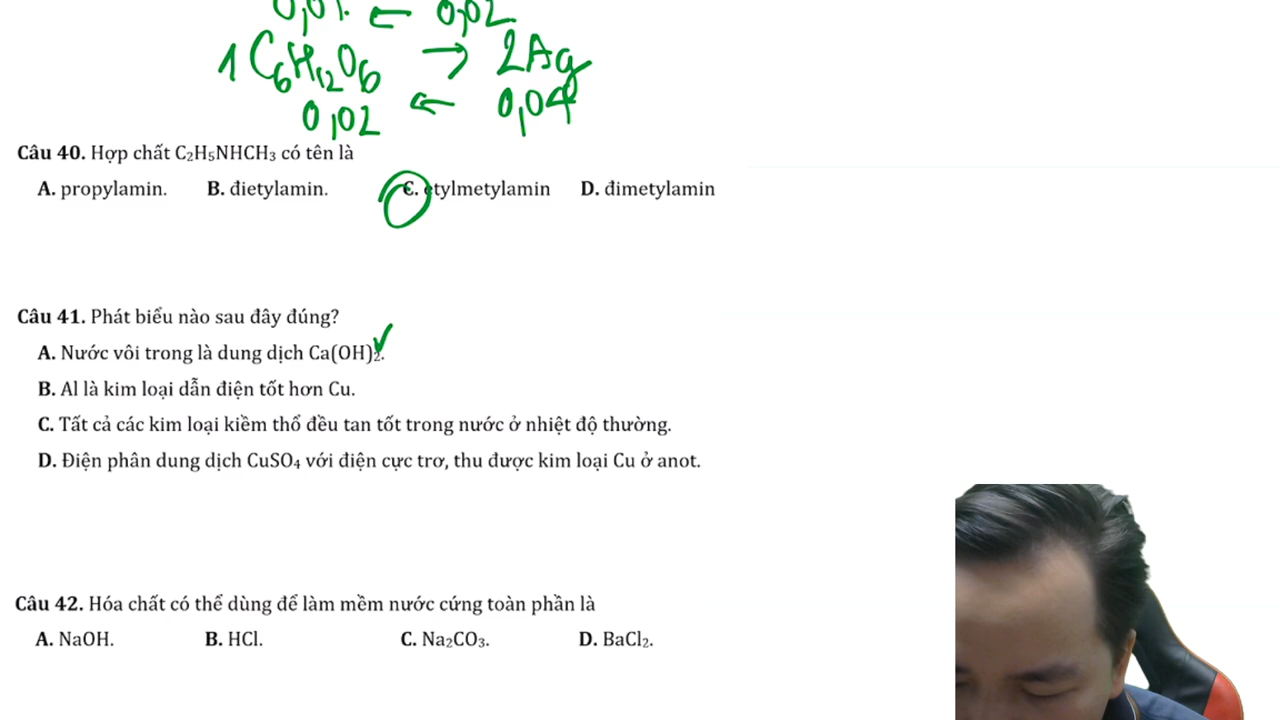 0,01 ← 0,02
1C₆H₁₂O₆ → 2Ag
0,02 ← 0,04
Câu 40. Hợp chất C₂H₅NHCH₃ có tên là
A. propylamin. B. đietylamin. C. etylmetylamin D. đimetylamin
Câu 41. Phát biểu nào sau đây đúng?
A. Nước vôi trong là dung dịch Ca(OH)₂.
B. Al là kim loại dẫn điện tốt hơn Cu.
C. Tất cả các kim loại kiềm thổ đều tan tốt trong nước ở nhiệt độ thường.
D. Điện phân dung dịch CuSO₄ với điện cực trơ, thu được kim loại Cu ở anot.
Câu 42. Hóa chất có thể dùng để làm mềm nước cứng toàn phần là
A. NaOH. B. HCl. C. Na₂CO₃. D. BaCl₂.